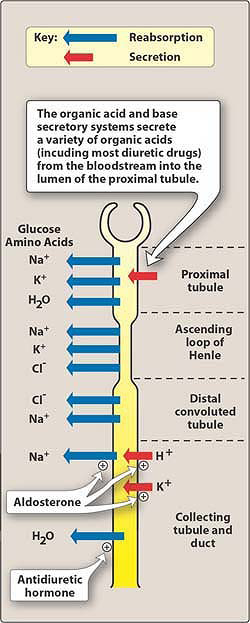 Key: Reabsorption
Secretion
The organic acid and base
secretory systems secrete
a variety of organic acids
(incuding most diuretic drugs)
from the bloodstream into the
lumen of the proximal tubule.
Glucose
Amino Acids
Na⁺
K⁺
H₂O
Proximal
tubule
Na⁺
K⁺
Cl⁻
Ascending
loop of
Henle
Cl⁻
Na⁺
Distal
convoluted
tubule
Na⁺
H⁺
+
+
K⁺
+
Aldosterone
Collecting
tubule and
duct
H₂O
+
Antidiuretic
hormone